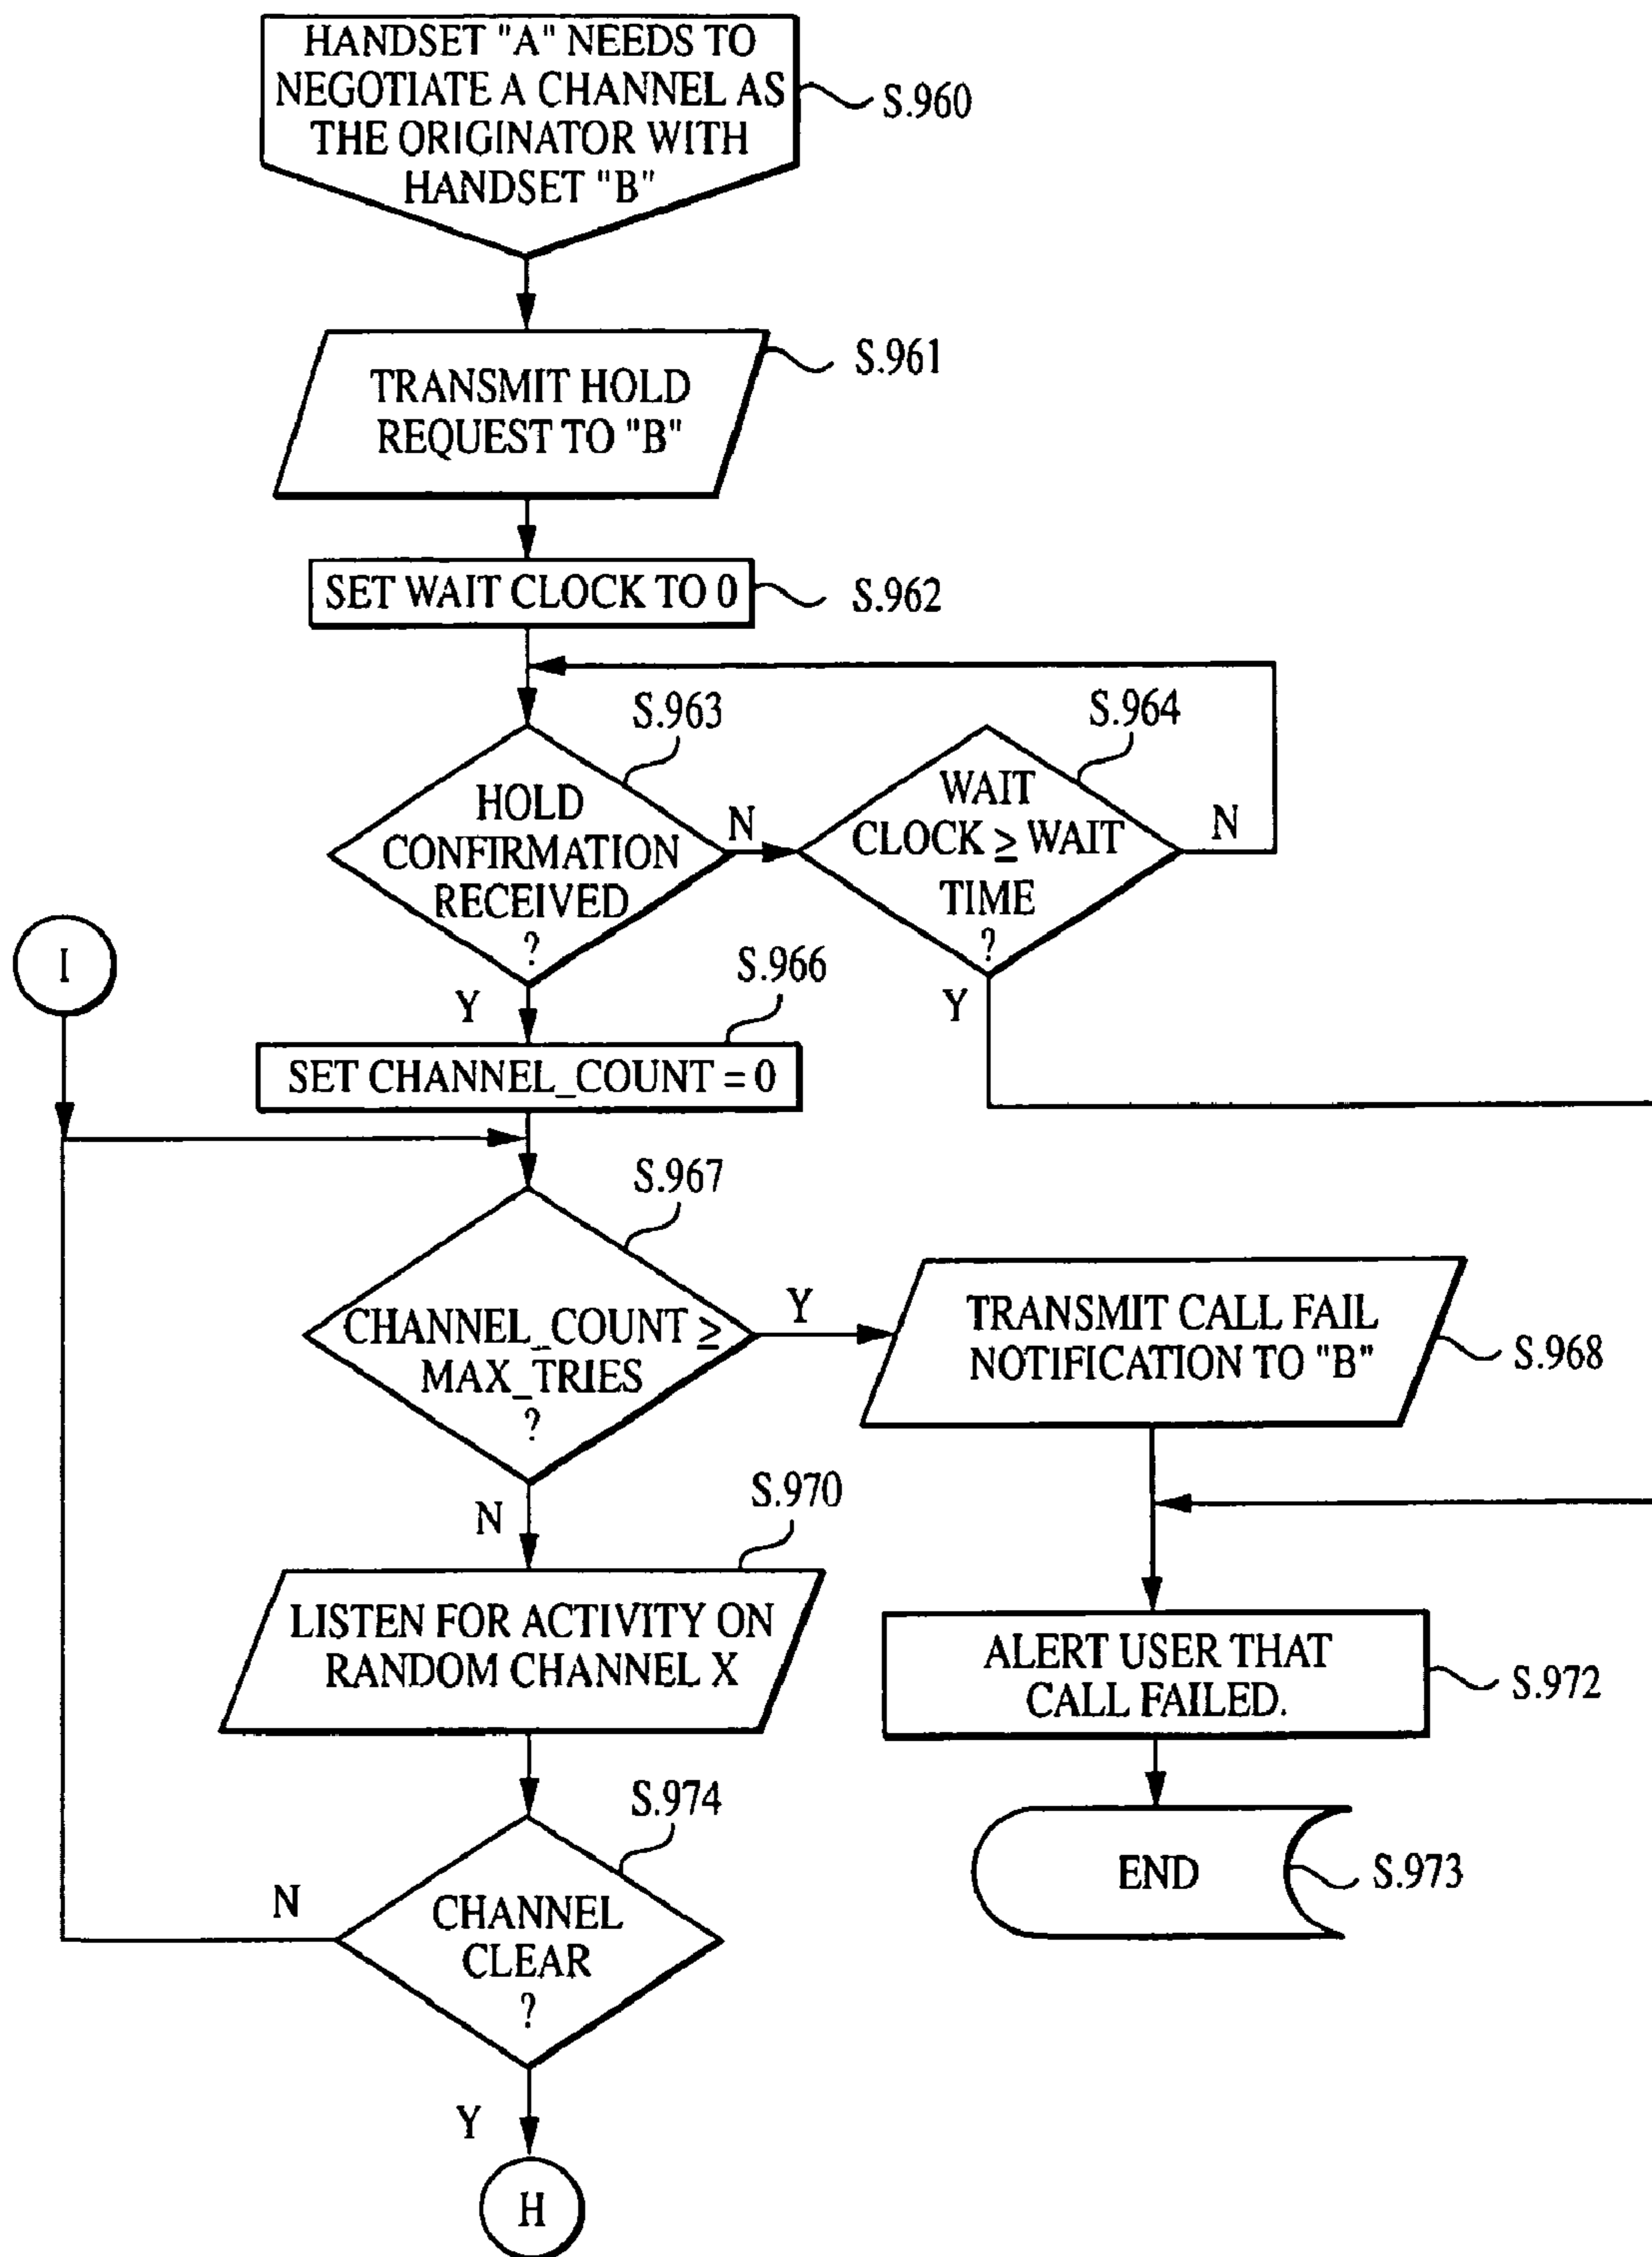 HANDSET "A" NEEDS TO
NEGOTIATE A CHANNEL AS
THE ORIGINATOR WITH
HANDSET "B"
S.960
TRANSMIT HOLD
REQUEST TO "B"
S.961
SET WAIT CLOCK TO 0
S.962
S.963
HOLD
CONFIRMATION
RECEIVED
?
N
Y
S.964
WAIT
CLOCK ≥ WAIT
TIME
?
N
Y
I
S.966
SET CHANNEL_COUNT = 0
S.967
CHANNEL_COUNT ≥
MAX_TRIES
?
Y
N
TRANSMIT CALL FAIL
NOTIFICATION TO "B"
S.968
S.970
LISTEN FOR ACTIVITY ON
RANDOM CHANNEL X
ALERT USER THAT
CALL FAILED.
S.972
S.974
CHANNEL
CLEAR
?
N
Y
END
S.973
H